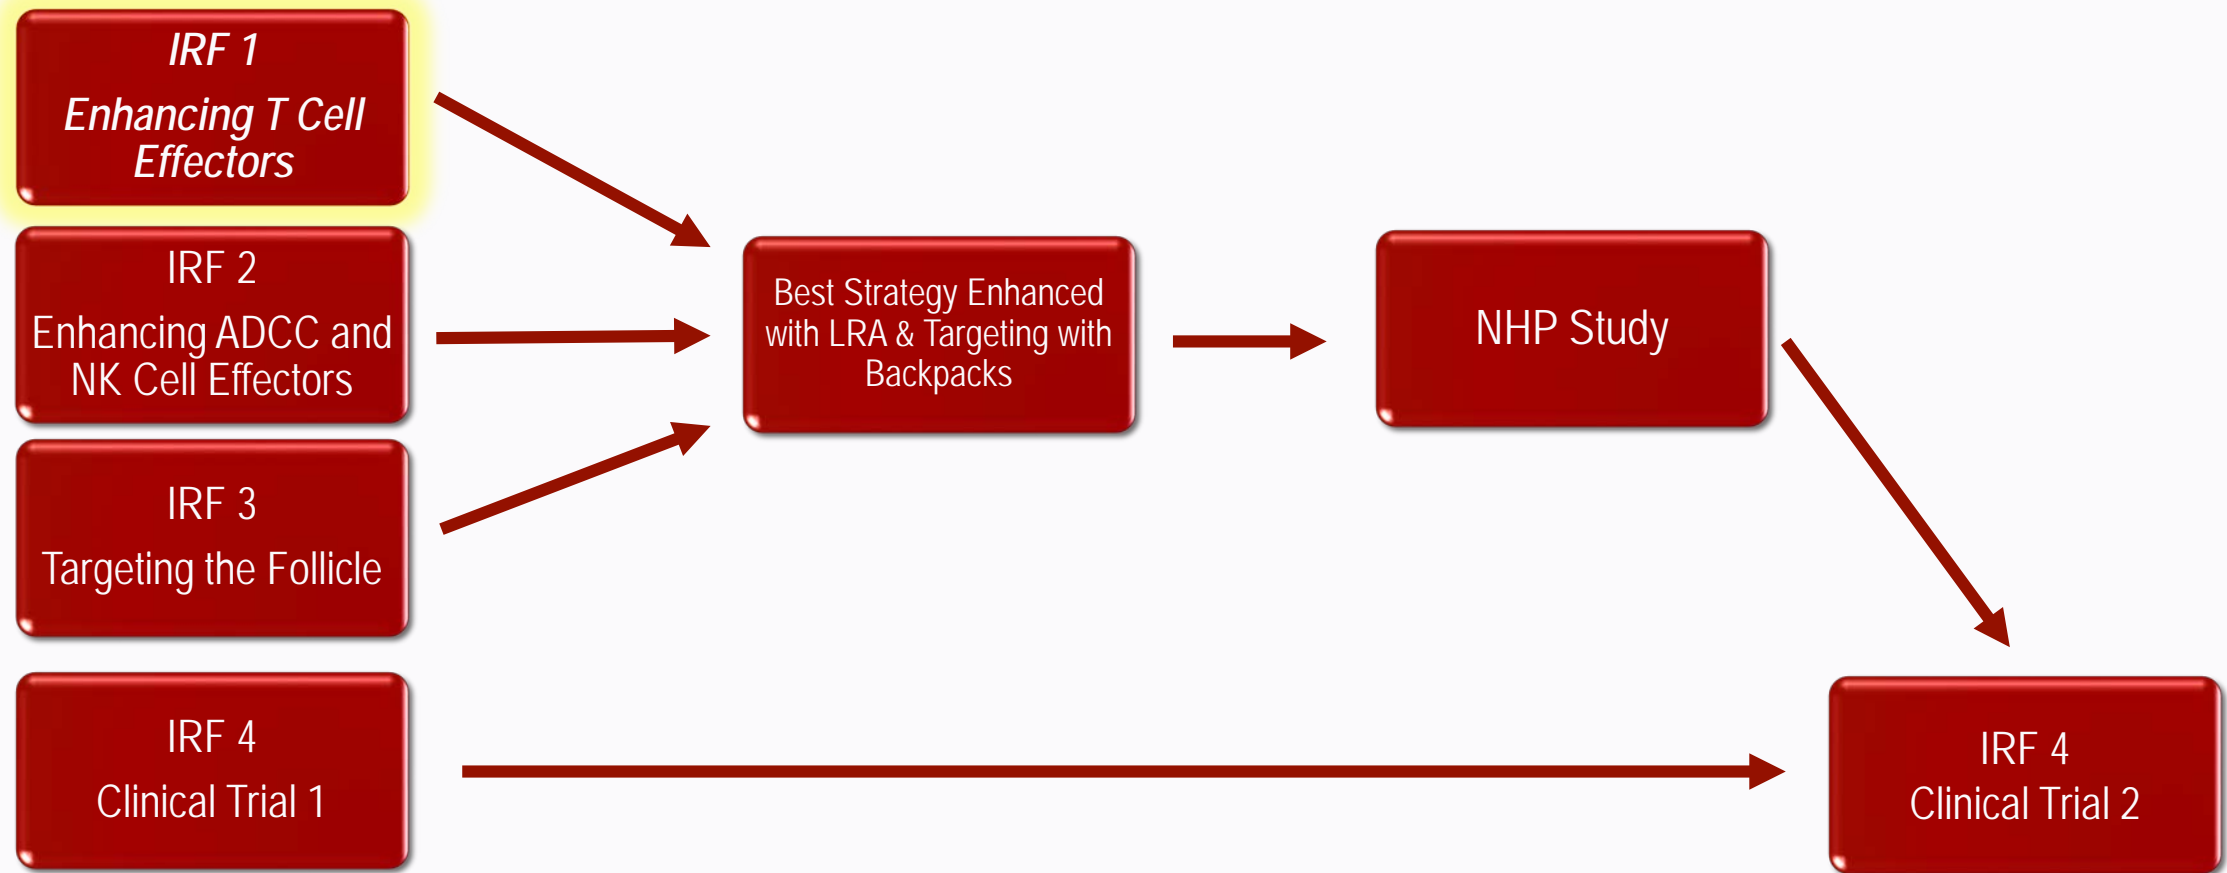 IRF 1
Enhancing T Cell
Effectors
IRF 2
Enhancing ADCC and
NK Cell Effectors
IRF 3
Targeting the Follicle
IRF 4
Clinical Trial 1
Best Strategy Enhanced
with LRA & Targeting with
Backpacks
NHP Study
IRF 4
Clinical Trial 2